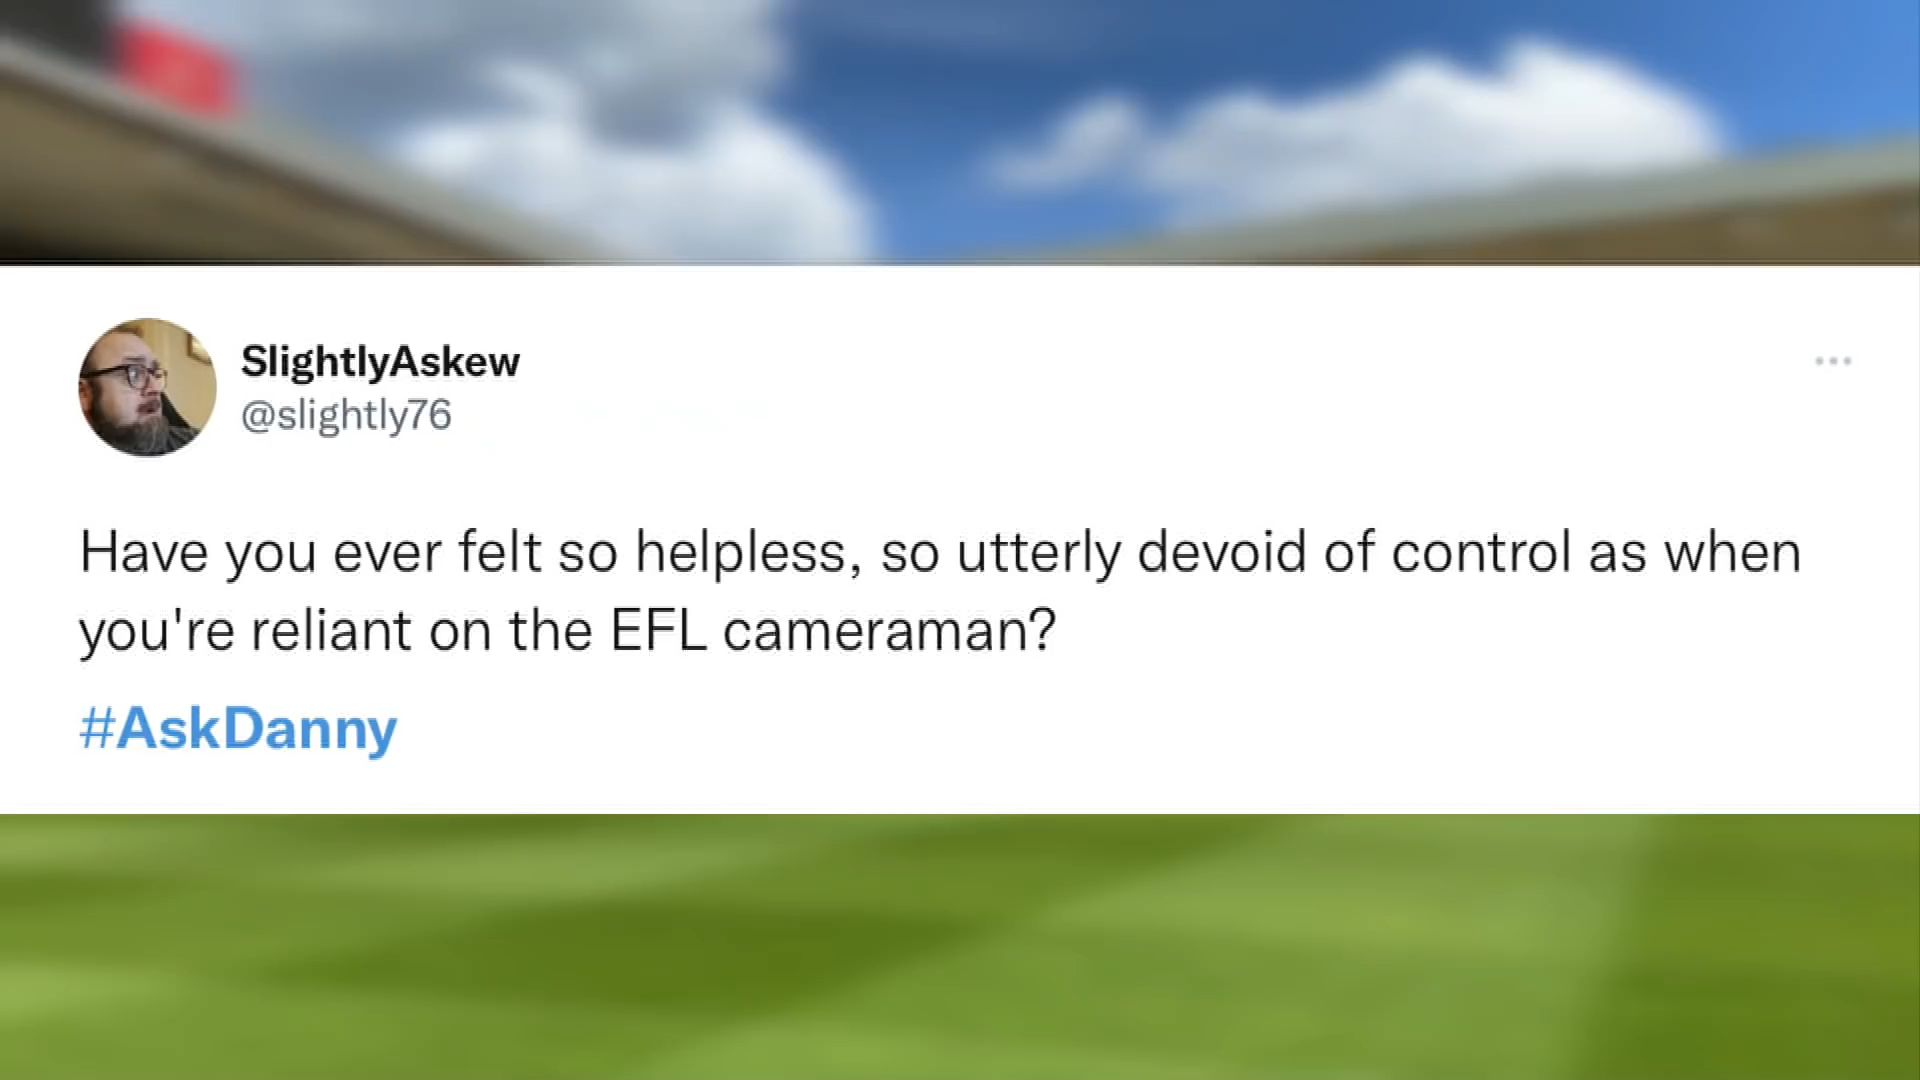 SlightlyAskew
@slightly76
Have you ever felt so helpless, so utterly devoid of control as when
you're reliant on the EFL cameraman?
#AskDanny